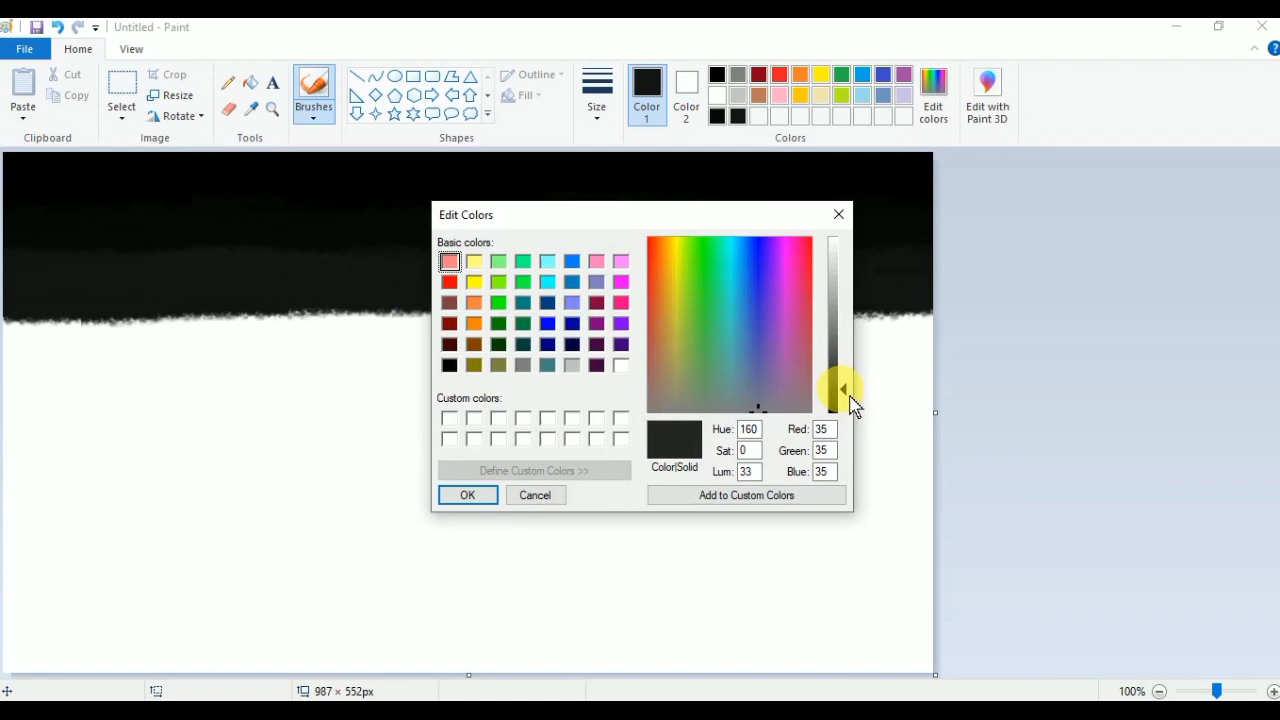 Untitled - Paint
File
Home
View
Paste
Cut
Copy
Clipboard
Select
Crop
Resize
Rotate
Image
A
Tools
Brushes
Outline
Fill
Shapes
Size
Color
1
Color
2
Edit
colors
Colors
Edit with
Paint 3D
?
Edit Colors
Basic colors:
Custom colors:
Define Custom Colors >>
OK
Cancel
Color|Solid
Hue: 160
Sat: 0
Lum: 33
Red: 35
Green: 35
Blue: 35
Add to Custom Colors
987 × 552px
100%